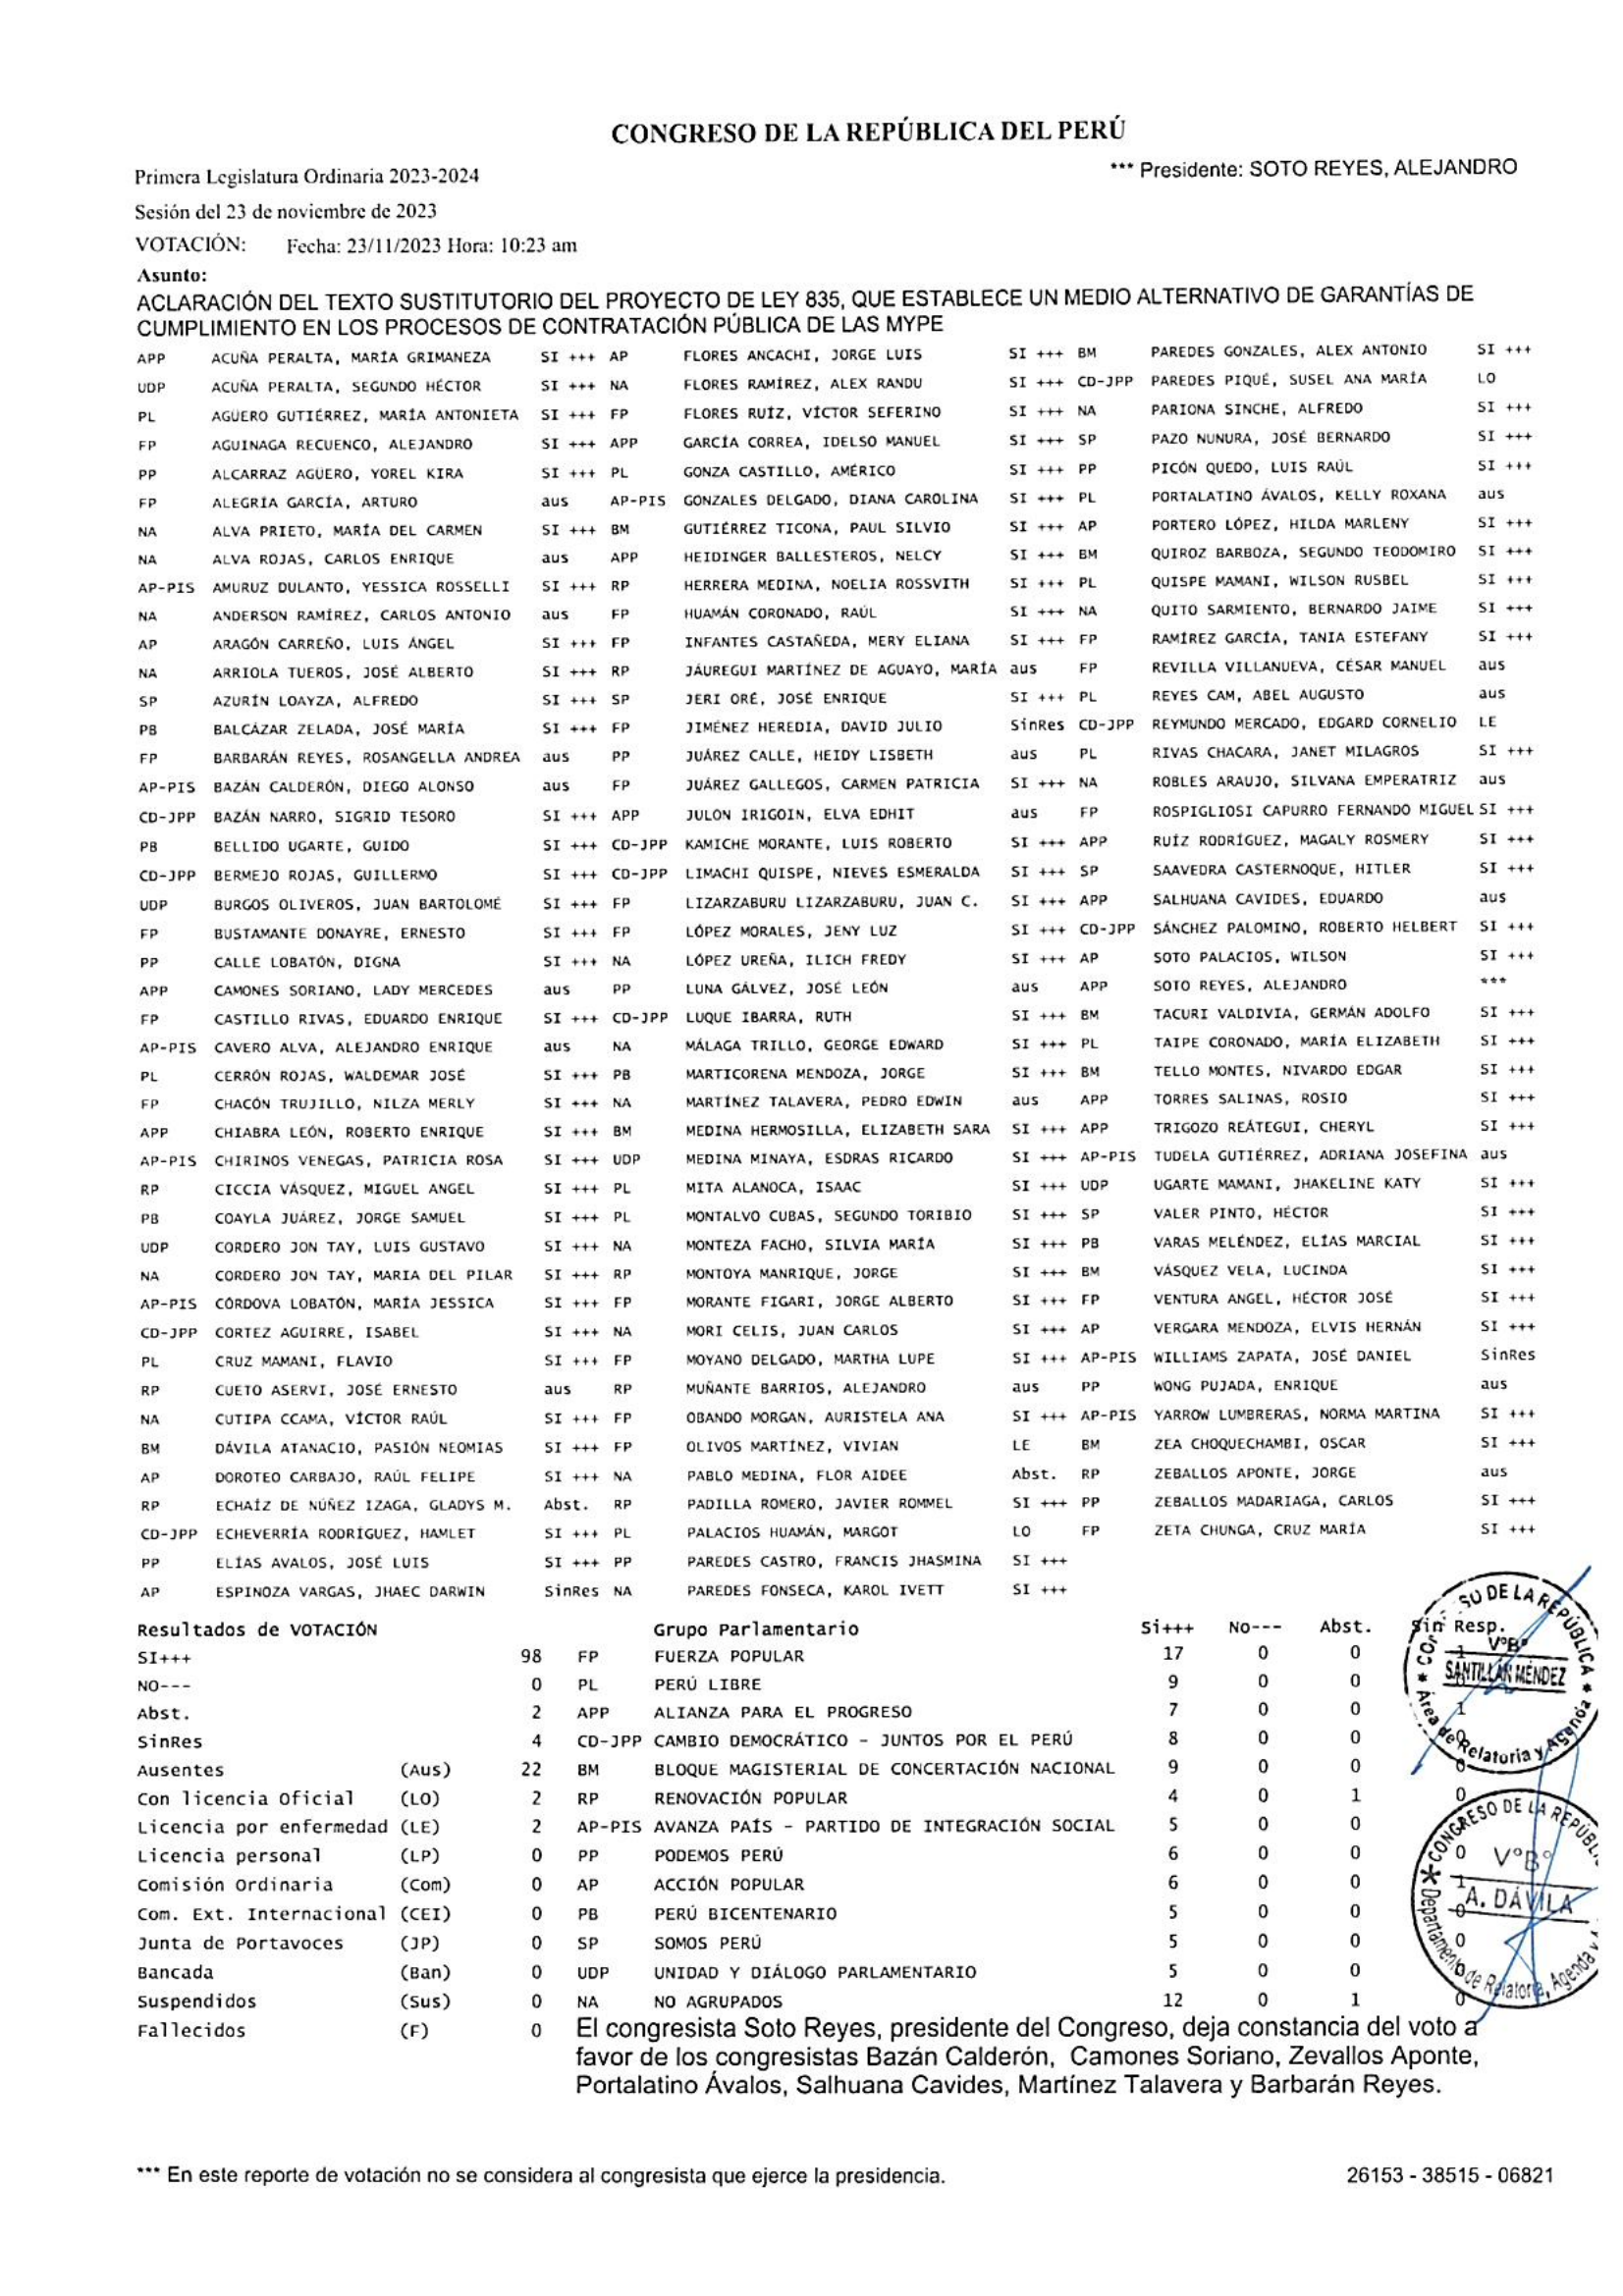 CONGRESO DE LA REPÚBLICA DEL PERÚ
Primera Legislatura Ordinaria 2023-2024
*** Presidente: SOTO REYES, ALEJANDRO
Sesión del 23 de noviembre de 2023
VOTACIÓN: Fecha: 23/11/2023 Hora: 10:23 am
Asunto:
ACLARACIÓN DEL TEXTO SUSTITUTORIO DEL PROYECTO DE LEY 835, QUE ESTABLECE UN MEDIO ALTERNATIVO DE GARANTÍAS DE
CUMPLIMIENTO EN LOS PROCESOS DE CONTRATACIÓN PÚBLICA DE LAS MYPE
APP ACUÑA PERALTA, MARÍA GRIMANEZA SI +++ AP FLORES ANCACHI, JORGE LUIS SI +++ BM PAREDES GONZALES, ALEX ANTONIO SI +++
UDP ACUÑA PERALTA, SEGUNDO HÉCTOR SI +++ NA FLORES RAMÍREZ, ALEX RANDU SI +++ CD-JPP PAREDES PIQUÉ, SUSEL ANA MARÍA LO
PL AGÜERO GUTIÉRREZ, MARÍA ANTONIETA SI +++ FP FLORES RUÍZ, VÍCTOR SEFERINO SI +++ NA PARIONA SINCHE, ALFREDO SI +++
FP AGUINAGA RECUENCO, ALEJANDRO SI +++ APP GARCÍA CORREA, IDELSO MANUEL SI +++ SP PAZO NUNURA, JOSÉ BERNARDO SI +++
PP ALCARRAZ AGÜERO, YOREL KIRA SI +++ PL GONZA CASTILLO, AMÉRICO SI +++ PP PICÓN QUEDO, LUIS RAÚL SI +++
FP ALEGRÍA GARCÍA, ARTURO aus AP-PIS GONZALES DELGADO, DIANA CAROLINA SI +++ PL PORTALATINO ÁVALOS, KELLY ROXANA aus
NA ALVA PRIETO, MARÍA DEL CARMEN SI +++ BM GUTIÉRREZ TICONA, PAUL SILVIO SI +++ AP PORTERO LÓPEZ, HILDA MARLENY SI +++
NA ALVA ROJAS, CARLOS ENRIQUE aus APP HEIDINGER BALLESTEROS, NELCY SI +++ BM QUIROZ BARBOZA, SEGUNDO TEODOMIRO SI +++
AP-PIS AMURUZ DULANTO, YESSICA ROSSELLI SI +++ RP HERRERA MEDINA, NOELIA ROSSVITH SI +++ PL QUISPE MAMANI, WILSON RUSBEL SI +++
NA ANDERSON RAMÍREZ, CARLOS ANTONIO aus FP HUAMÁN CORONADO, RAÚL SI +++ NA QUITO SARMIENTO, BERNARDO JAIME SI +++
AP ARAGÓN CARREÑO, LUIS ÁNGEL SI +++ FP INFANTES CASTAÑEDA, MERY ELIANA SI +++ FP RAMÍREZ GARCÍA, TANIA ESTEFANY SI +++
NA ARRIOLA TUEROS, JOSÉ ALBERTO SI +++ RP JÁUREGUI MARTÍNEZ DE AGUAYO, MARÍA aus FP REVILLA VILLANUEVA, CÉSAR MANUEL aus
SP AZURÍN LOAYZA, ALFREDO SI +++ SP JERI ORÉ, JOSÉ ENRIQUE SI +++ PL REYES CAM, ABEL AUGUSTO aus
PB BALCÁZAR ZELADA, JOSÉ MARÍA SI +++ FP JIMÉNEZ HEREDIA, DAVID JULIO SinRes CD-JPP REYMUNDO MERCADO, EDGARD CORNELIO LE
FP BARBARÁN REYES, ROSANGELLA ANDREA aus PP JUÁREZ CALLE, HEIDY LISBETH aus PL RIVAS CHACARA, JANET MILAGROS SI +++
AP-PIS BAZÁN CALDERÓN, DIEGO ALONSO aus FP JUÁREZ GALLEGOS, CARMEN PATRICIA SI +++ NA ROBLES ARAUJO, SILVANA EMPERATRIZ aus
CD-JPP BAZÁN NARRO, SIGRID TESORO SI +++ APP JULON IRIGOIN, ELVA EDHIT aus FP ROSPIGLIOSI CAPURRO FERNANDO MIGUEL SI +++
PB BELLIDO UGARTE, GUIDO SI +++ CD-JPP KAMICHE MORANTE, LUIS ROBERTO SI +++ APP RUÍZ RODRÍGUEZ, MAGALY ROSMERY SI +++
CD-JPP BERMEJO ROJAS, GUILLERMO SI +++ CD-JPP LIMACHI QUISPE, NIEVES ESMERALDA SI +++ SP SAAVEDRA CASTERNOQUE, HITLER SI +++
UDP BURGOS OLIVEROS, JUAN BARTOLOMÉ SI +++ FP LIZARZABURU LIZARZABURU, JUAN C. SI +++ APP SALHUANA CAVIDES, EDUARDO aus
FP BUSTAMANTE DONAYRE, ERNESTO SI +++ FP LÓPEZ MORALES, JENY LUZ SI +++ CD-JPP SÁNCHEZ PALOMINO, ROBERTO HELBERT SI +++
PP CALLE LOBATÓN, DIGNA SI +++ NA LÓPEZ UREÑA, ILICH FREDY SI +++ AP SOTO PALACIOS, WILSON SI +++
APP CAMONES SORIANO, LADY MERCEDES aus PP LUNA GÁLVEZ, JOSÉ LEÓN aus APP SOTO REYES, ALEJANDRO ***
FP CASTILLO RIVAS, EDUARDO ENRIQUE SI +++ CD-JPP LUQUE IBARRA, RUTH SI +++ BM TACURI VALDIVIA, GERMÁN ADOLFO SI +++
AP-PIS CAVERO ALVA, ALEJANDRO ENRIQUE aus NA MÁLAGA TRILLO, GEORGE EDWARD SI +++ PL TAIPE CORONADO, MARÍA ELIZABETH SI +++
PL CERRÓN ROJAS, WALDEMAR JOSÉ SI +++ PB MARTICORENA MENDOZA, JORGE SI +++ BM TELLO MONTES, NIVARDO EDGAR SI +++
FP CHACÓN TRUJILLO, NILZA MERLY SI +++ NA MARTÍNEZ TALAVERA, PEDRO EDWIN aus APP TORRES SALINAS, ROSIO SI +++
APP CHIABRA LEÓN, ROBERTO ENRIQUE SI +++ BM MEDINA HERMOSILLA, ELIZABETH SARA SI +++ APP TRIGOZO REÁTEGUI, CHERYL SI +++
AP-PIS CHIRINOS VENEGAS, PATRICIA ROSA SI +++ UDP MEDINA MINAYA, ESDRAS RICARDO SI +++ AP-PIS TUDELA GUTIÉRREZ, ADRIANA JOSEFINA aus
RP CICCIA VÁSQUEZ, MIGUEL ANGEL SI +++ PL MITA ALANOCA, ISAAC SI +++ UDP UGARTE MAMANI, JHAKELINE KATY SI +++
PB COAYLA JUÁREZ, JORGE SAMUEL SI +++ PL MONTALVO CUBAS, SEGUNDO TORIBIO SI +++ SP VALER PINTO, HÉCTOR SI +++
UDP CORDERO JON TAY, LUIS GUSTAVO SI +++ NA MONTEZA FACHO, SILVIA MARÍA SI +++ PB VARAS MELÉNDEZ, ELÍAS MARCIAL SI +++
NA CORDERO JON TAY, MARIA DEL PILAR SI +++ RP MONTOYA MANRIQUE, JORGE SI +++ BM VÁSQUEZ VELA, LUCINDA SI +++
AP-PIS CÓRDOVA LOBATÓN, MARÍA JESSICA SI +++ FP MORANTE FIGARI, JORGE ALBERTO SI +++ FP VENTURA ANGEL, HÉCTOR JOSÉ SI +++
CD-JPP CORTEZ AGUIRRE, ISABEL SI +++ NA MORI CELIS, JUAN CARLOS SI +++ AP VERGARA MENDOZA, ELVIS HERNÁN SI +++
PL CRUZ MAMANI, FLAVIO SI +++ FP MOYANO DELGADO, MARTHA LUPE SI +++ AP-PIS WILLIAMS ZAPATA, JOSÉ DANIEL SinRes
RP CUETO ASERVI, JOSÉ ERNESTO aus RP MUÑANTE BARRIOS, ALEJANDRO aus PP WONG PUJADA, ENRIQUE aus
NA CUTIPA CCAMA, VÍCTOR RAÚL SI +++ FP OBANDO MORGAN, AURISTELA ANA SI +++ AP-PIS YARROW LUMBRERAS, NORMA MARTINA SI +++
BM DÁVILA ATANACIO, PASIÓN NEOMIAS SI +++ FP OLIVOS MARTÍNEZ, VIVIAN LE BM ZEA CHOQUECHAMBI, OSCAR SI +++
AP DOROTEO CARBAJO, RAÚL FELIPE SI +++ NA PABLO MEDINA, FLOR AIDEE Abst. RP ZEBALLOS APONTE, JORGE aus
RP ECHAÍZ DE NÚÑEZ IZAGA, GLADYS M. Abst. RP PADILLA ROMERO, JAVIER ROMMEL SI +++ PP ZEBALLOS MADARIAGA, CARLOS SI +++
CD-JPP ECHEVERRÍA RODRÍGUEZ, HAMLET SI +++ PL PALACIOS HUAMÁN, MARGOT LO FP ZETA CHUNGA, CRUZ MARÍA SI +++
PP ELÍAS AVALOS, JOSÉ LUIS SI +++ PP PAREDES CASTRO, FRANCIS JHASMINA SI +++
AP ESPINOZA VARGAS, JHAEC DARWIN SinRes NA PAREDES FONSECA, KAROL IVETT SI +++
Resultados de VOTACIÓN Grupo Parlamentario Si+++ No--- Abst. Sin Resp.
SI+++ 98 FP FUERZA POPULAR 17 0 0 1
NO--- 0 PL PERÚ LIBRE 9 0 0
Abst. 2 APP ALIANZA PARA EL PROGRESO 7 0 0 1
SinRes 4 CD-JPP CAMBIO DEMOCRÁTICO - JUNTOS POR EL PERÚ 8 0 0 0
Ausentes (Aus) 22 BM BLOQUE MAGISTERIAL DE CONCERTACIÓN NACIONAL 9 0 0 0
Con licencia Oficial (LO) 2 RP RENOVACIÓN POPULAR 4 0 1 0
Licencia por enfermedad (LE) 2 AP-PIS AVANZA PAÍS - PARTIDO DE INTEGRACIÓN SOCIAL 5 0 0
Licencia personal (LP) 0 PP PODEMOS PERÚ 6 0 0 0
Comisión Ordinaria (Com) 0 AP ACCIÓN POPULAR 6 0 0 1
Com. Ext. Internacional (CEI) 0 PB PERÚ BICENTENARIO 5 0 0 0
Junta de Portavoces (JP) 0 SP SOMOS PERÚ 5 0 0 0
Bancada (Ban) 0 UDP UNIDAD Y DIÁLOGO PARLAMENTARIO 5 0 0 0
Suspendidos (Sus) 0 NA NO AGRUPADOS 12 0 1 0
Fallecidos (F) 0
El congresista Soto Reyes, presidente del Congreso, deja constancia del voto a
favor de los congresistas Bazán Calderón, Camones Soriano, Zevallos Aponte,
Portalatino Ávalos, Salhuana Cavides, Martínez Talavera y Barbarán Reyes.
SO DE LA REPÚBLICA
V°B°
SANTILLÁN MÉNDEZ
Área de Relatoria y Agenda
CONGRESO DE LA
V°B°
A. DÁVILA
Departamento de Relatoría, Agenda y
*** En este reporte de votación no se considera al congresista que ejerce la presidencia.
26153 - 38515 - 06821